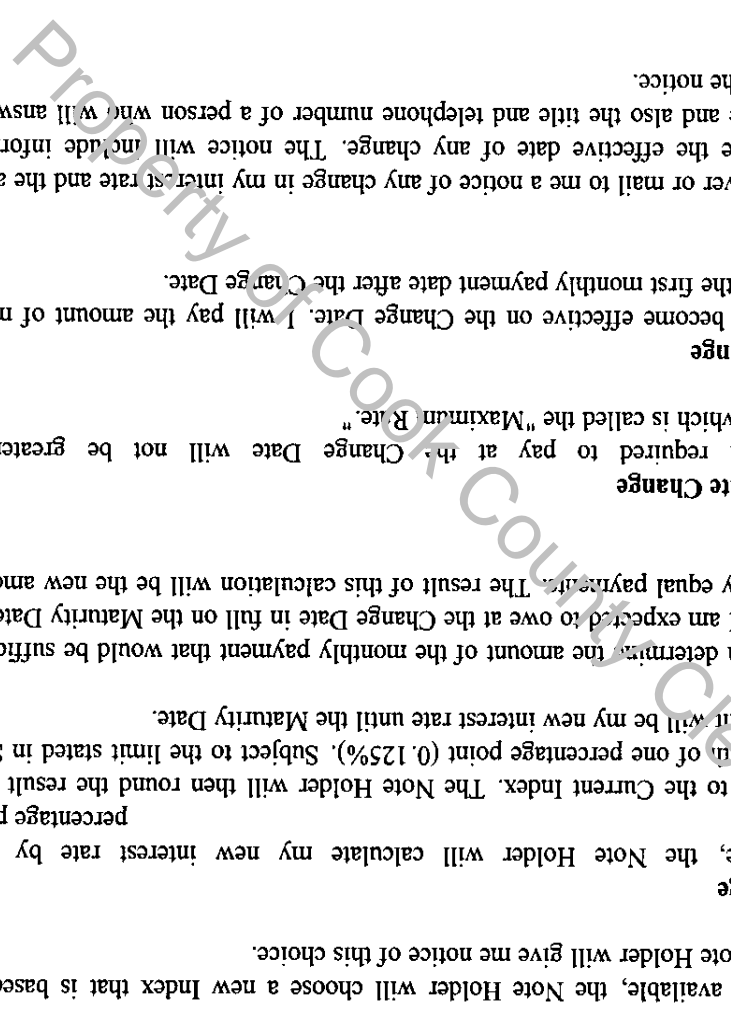 available, the Note Holder will choose a new Index that is based
ote Holder will give me notice of this choice.
the Note Holder will calculate my new interest rate by
percentage p
to the Current Index. The Note Holder will then round the result
of one percentage point (0.125%). Subject to the limit stated in
will be my new interest rate until the Maturity Date.
determine the amount of the monthly payment that would be suffic
am expected to owe at the Change Date in full on the Maturity Date
y equal payments. The result of this calculation will be the new amo
te Change
required to pay at the Change Date will not be greater
which is called the "Maximum Rate."
nge
become effective on the Change Date. I will pay the amount of m
the first monthly payment date after the Change Date.
ver or mail to me a notice of any change in my interest rate and the a
e the effective date of any change. The notice will include infor
and also the title and telephone number of a person who will answ
he notice.
Property of Cook County Cle